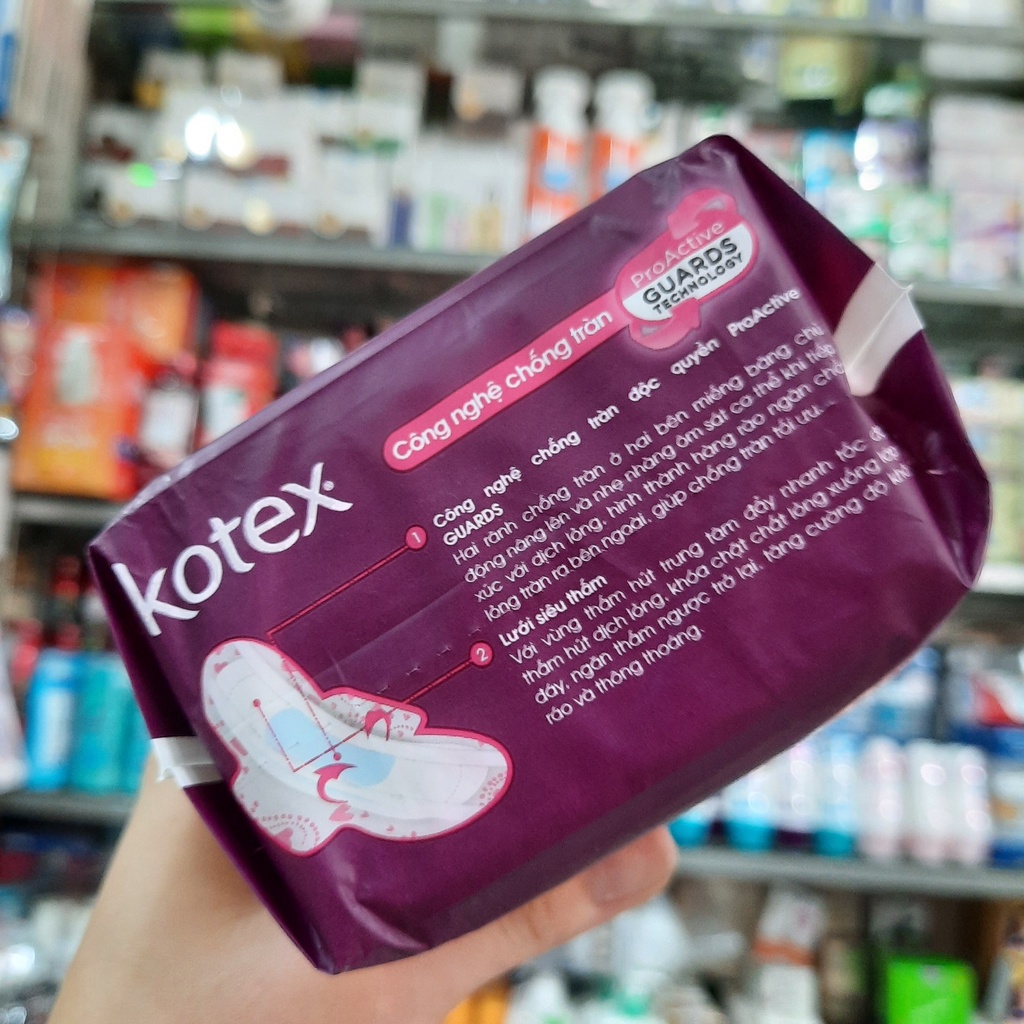 kotex
Công nghệ chống tràn
ProActive
GUARDS
TECHNOLOGY
1
Công nghệ chống tràn độc quyền ProActive
GUARDS
Hai rãnh chống tràn ở hai bên miếng băng chủ
động nâng lên và nhẹ nhàng ôm sát cơ thể khi tiếp
xúc với dịch lỏng, hình thành hàng rào ngăn
lỏng tràn ra bên ngoài, giúp chống tràn tối ưu...
2
Lưới siêu thấm
Với vùng thấm hút trung tâm đẩy nhanh tốc
thấm hút dịch lỏng, khóa chặt chất lỏng xuống
đáy, ngăn thấm ngược trở lại, tăng cường độ
ráo và thông thoáng.